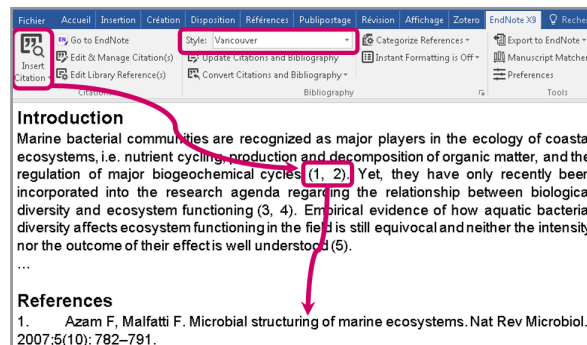 Fichier Accueil Insertion Création Disposition Références Publipostage Révision Affichage Zotero EndNote X9
Insert Citation
Go to EndNote
Edit & Manage Citation(s)
Edit Library Reference(s)
Style: Vancouver
Update Citations and Bibliography
Convert Citations and Bibliography
Bibliography
Categorize References
Instant Formatting is Off
Export to EndNote
Manuscript Matcher
Preferences
Tools
Introduction
Marine bacterial communities are recognized as major players in the ecology of coasta
ecosystems, i.e. nutrient cycling, production and decomposition of organic matter, and the
regulation of major biogeochemical cycles (1, 2). Yet, they have only recently been
incorporated into the research agenda regarding the relationship between biologica
diversity and ecosystem functioning (3, 4). Empirical evidence of how aquatic bacteria
diversity affects ecosystem functioning in the field is still equivocal and neither the intensity
nor the outcome of their effect is well understood (5).
…
References
1. Azam F, Malfatti F. Microbial structuring of marine ecosystems. Nat Rev Microbiol.
2007;5(10): 782–791.